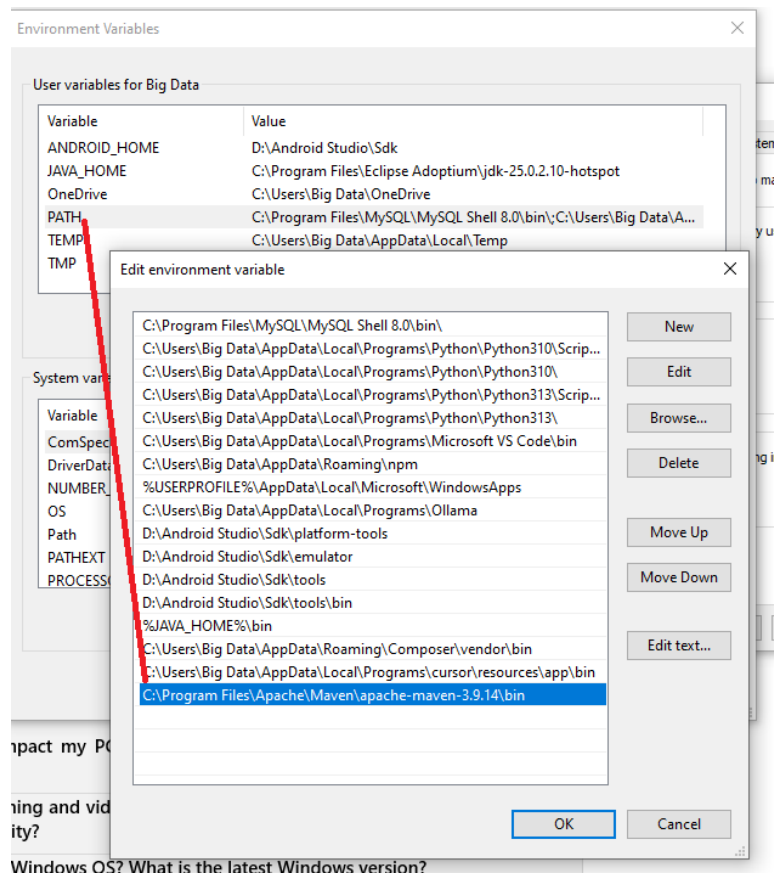 Environment Variables
User variables for Big Data
Variable Value
ANDROID_HOME D:\Android Studio\Sdk
JAVA_HOME C:\Program Files\Eclipse Adoptium\jdk-25.0.2.10-hotspot
OneDrive C:\Users\Big Data\OneDrive
PATH C:\Program Files\MySQL\MySQL Shell 8.0\bin\;C:\Users\Big Data\A...
TEMP C:\Users\Big Data\AppData\Local\Temp
TMP
Edit environment variable
C:\Program Files\MySQL\MySQL Shell 8.0\bin\
New
C:\Users\Big Data\AppData\Local\Programs\Python\Python310\Scrip...
C:\Users\Big Data\AppData\Local\Programs\Python\Python310\
Edit
C:\Users\Big Data\AppData\Local\Programs\Python\Python313\Scrip...
C:\Users\Big Data\AppData\Local\Programs\Python\Python313\
Browse...
C:\Users\Big Data\AppData\Local\Programs\Microsoft VS Code\bin
C:\Users\Big Data\AppData\Roaming\npm
Delete
%USERPROFILE%\AppData\Local\Microsoft\WindowsApps
C:\Users\Big Data\AppData\Local\Programs\Ollama
D:\Android Studio\Sdk\platform-tools
Move Up
D:\Android Studio\Sdk\emulator
D:\Android Studio\Sdk\tools
Move Down
D:\Android Studio\Sdk\tools\bin
%JAVA_HOME%\bin
C:\Users\Big Data\AppData\Roaming\Composer\vendor\bin
Edit text...
C:\Users\Big Data\AppData\Local\Programs\cursor\resources\app\bin
C:\Program Files\Apache\Maven\apache-maven-3.9.14\bin
OK Cancel
System
Variable
ComSpec
DriverData
NUMBER_
OS
Path
PATHEXT
PROCESS
my
and
ity?
Windows OS? What is the latest Windows version?